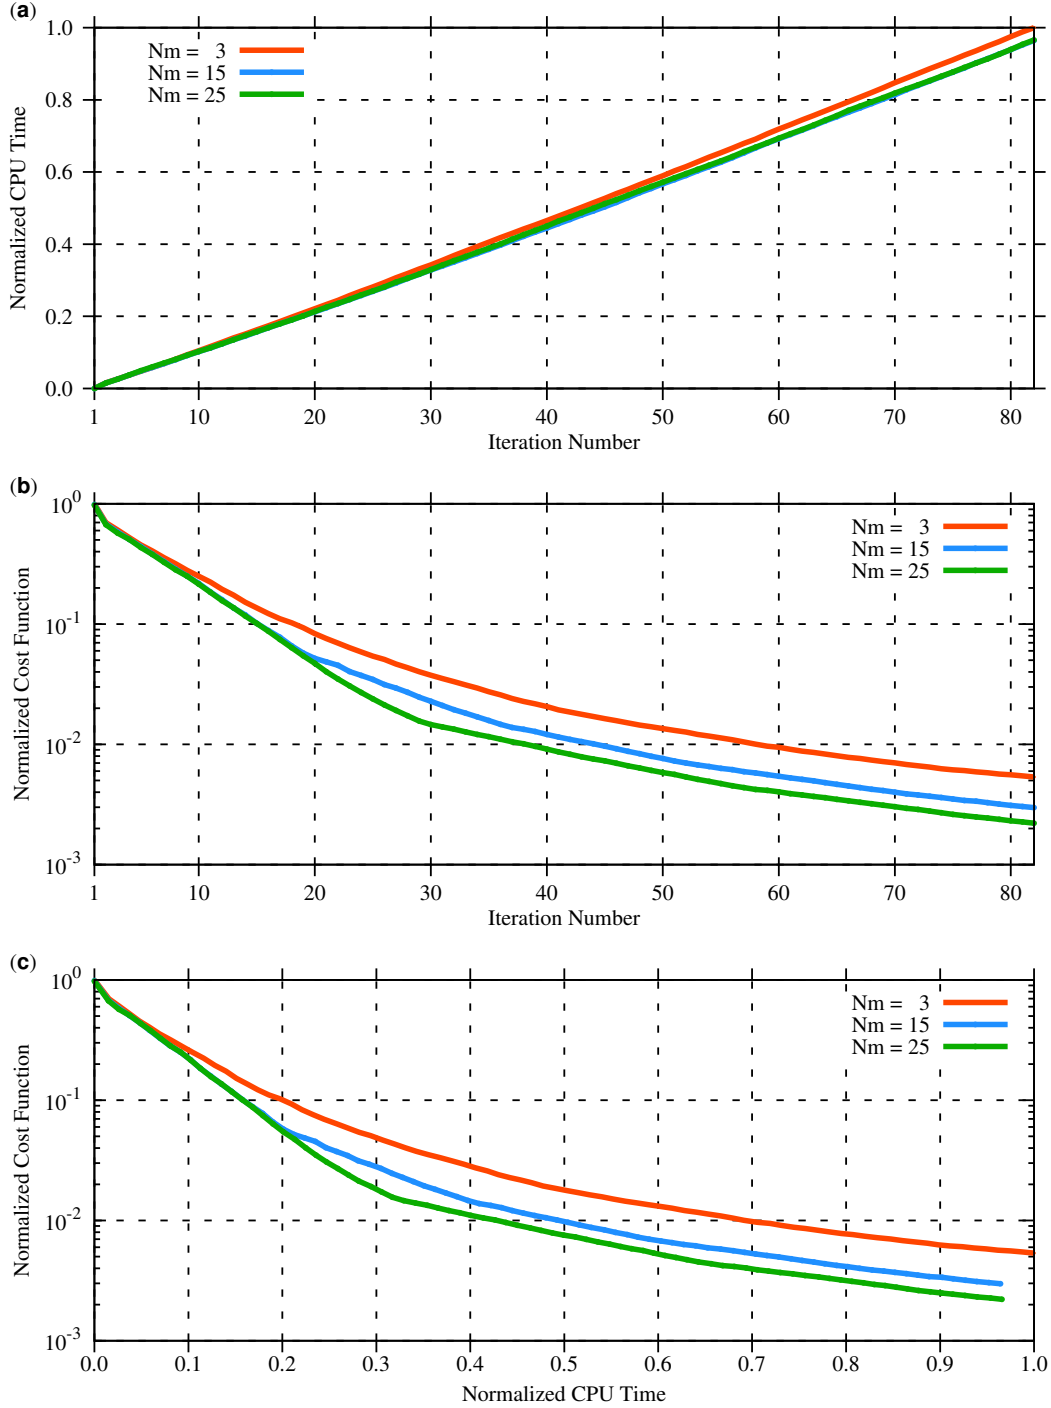 (a)
Normalized CPU Time
1.0
0.8
0.6
0.4
0.2
0.0
Nm = 3
Nm = 15
Nm = 25
1 10 20 30 40 50 60 70 80
Iteration Number
(b)
Normalized Cost Function
10^0
10^-1
10^-2
10^-3
Nm = 3
Nm = 15
Nm = 25
1 10 20 30 40 50 60 70 80
Iteration Number
(c)
Normalized Cost Function
10^0
10^-1
10^-2
10^-3
Nm = 3
Nm = 15
Nm = 25
0.0 0.1 0.2 0.3 0.4 0.5 0.6 0.7 0.8 0.9 1.0
Normalized CPU Time